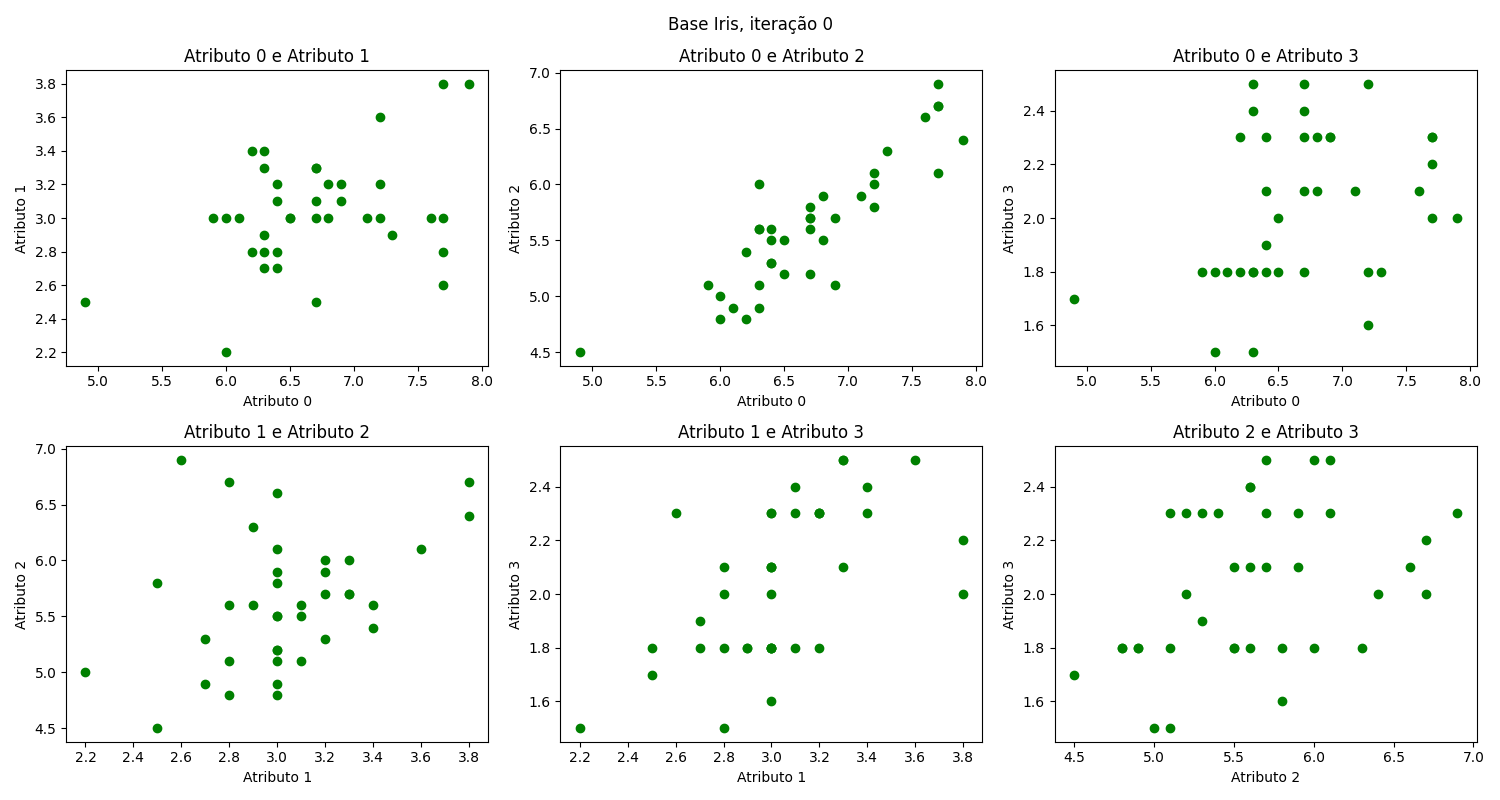 Base Iris, iteração 0
Atributo 0 e Atributo 1
3.8
3.6
3.4
3.2
3.0
2.8
2.6
2.4
2.2
Atributo 1
5.0 5.5 6.0 6.5 7.0 7.5 8.0
Atributo 0
Atributo 0 e Atributo 2
7.0
6.5
6.0
5.5
5.0
4.5
Atributo 2
5.0 5.5 6.0 6.5 7.0 7.5 8.0
Atributo 0
Atributo 0 e Atributo 3
2.4
2.2
2.0
1.8
1.6
Atributo 3
5.0 5.5 6.0 6.5 7.0 7.5 8.0
Atributo 0
Atributo 1 e Atributo 2
7.0
6.5
6.0
5.5
5.0
4.5
Atributo 2
2.2 2.4 2.6 2.8 3.0 3.2 3.4 3.6 3.8
Atributo 1
Atributo 1 e Atributo 3
2.4
2.2
2.0
1.8
1.6
Atributo 3
2.2 2.4 2.6 2.8 3.0 3.2 3.4 3.6 3.8
Atributo 1
Atributo 2 e Atributo 3
2.4
2.2
2.0
1.8
1.6
Atributo 3
4.5 5.0 5.5 6.0 6.5 7.0
Atributo 2